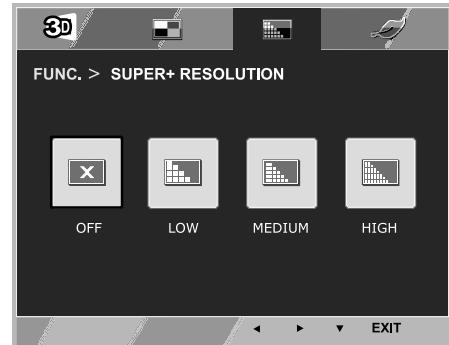 3D
FUNC. > SUPER+ RESOLUTION
X
OFF LOW MEDIUM HIGH
◄ ► ▼ EXIT